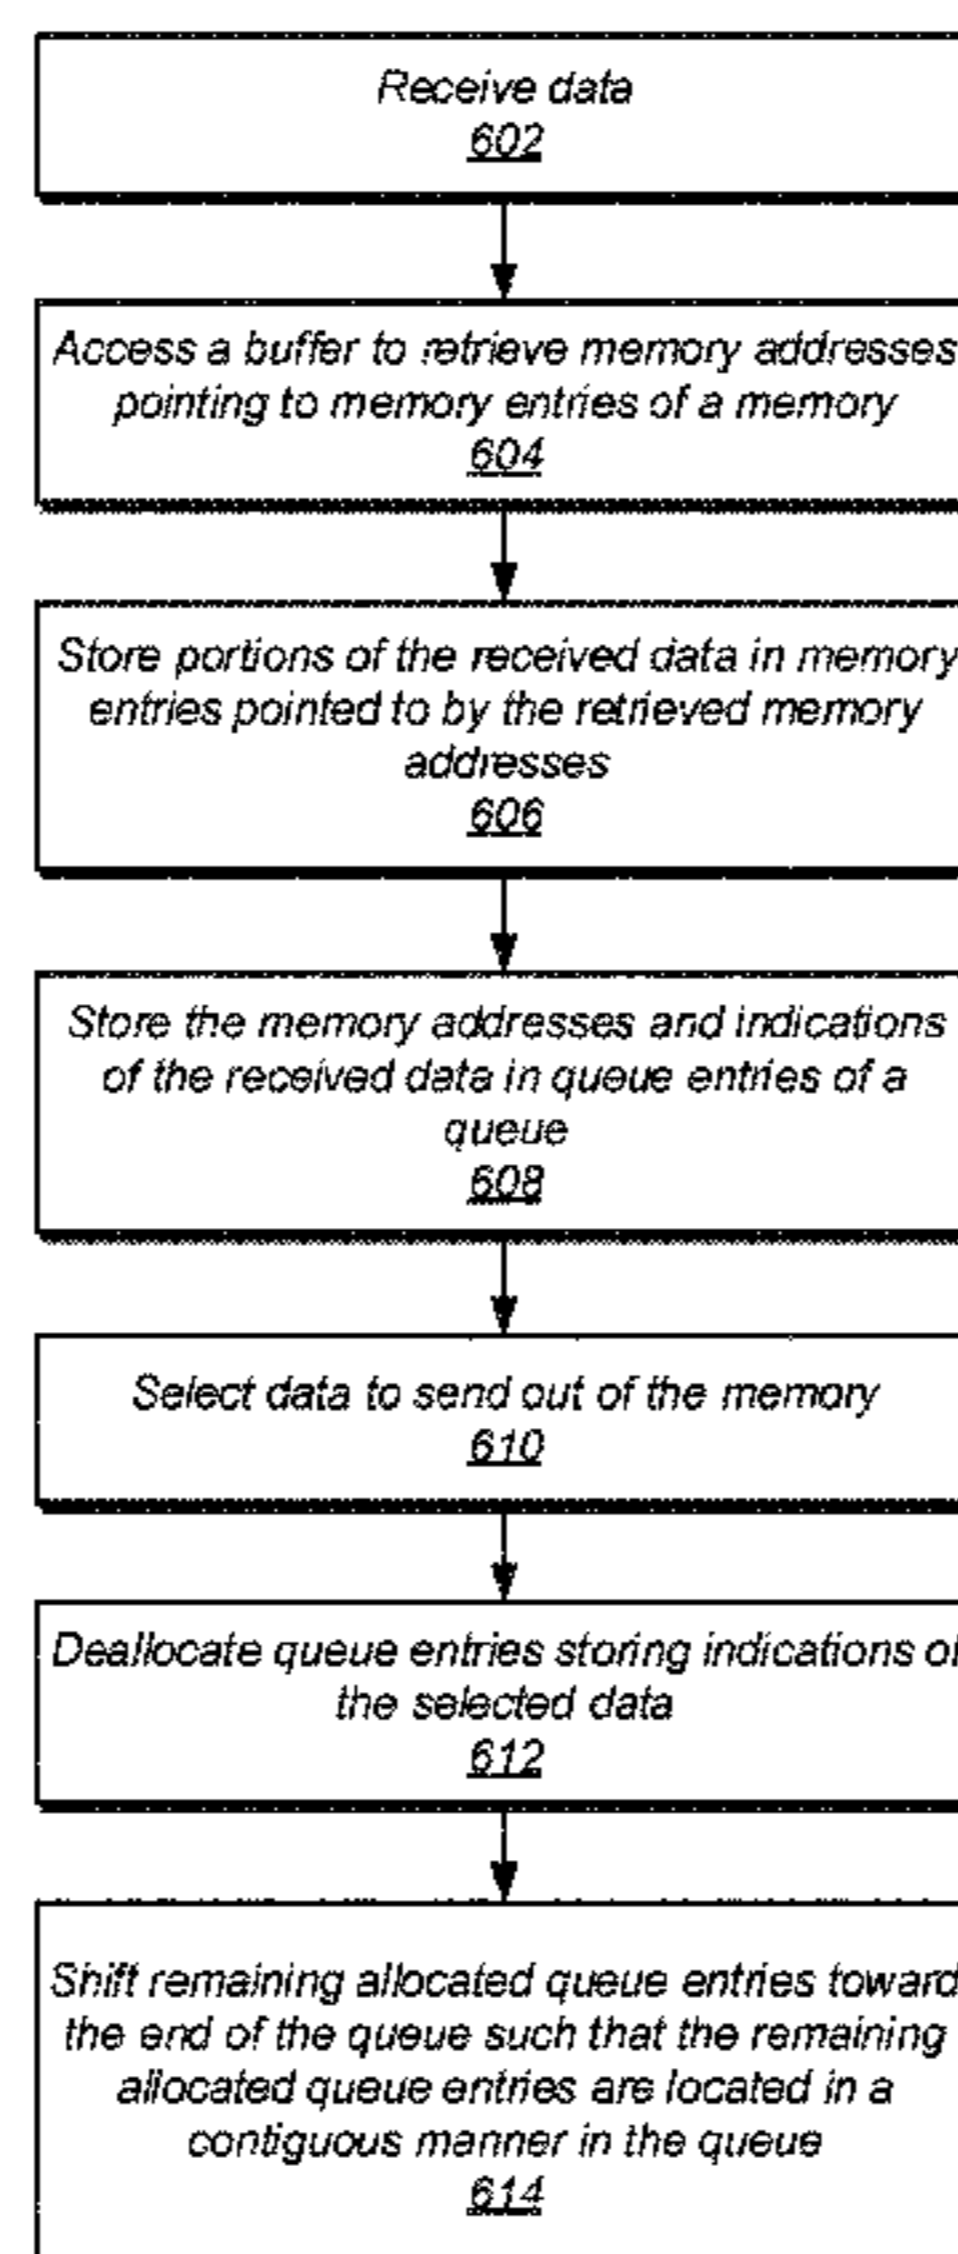 Receive data
602
Access a buffer to retrieve memory addresses
pointing to memory entries of a memory
604
Store portions of the received data in memory
entries pointed to by the retrieved memory
addresses
606
Store the memory addresses and indications
of the received data in queue entries of a
queue
608
Select data to send out of the memory
610
Deallocate queue entries storing indications of
the selected data
612
Shift remaining allocated queue entries toward
the end of the queue such that the remaining
allocated queue entries are located in a
contiguous manner in the queue
614